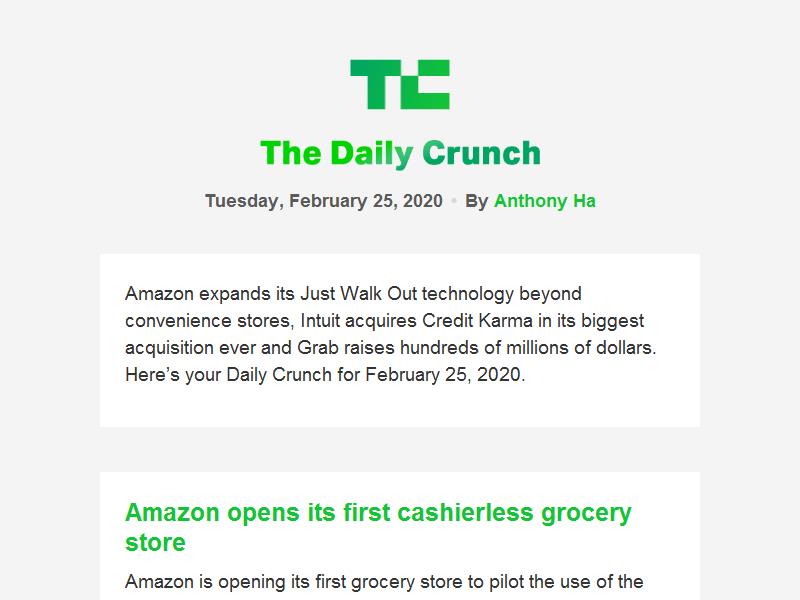 TC
The Daily Crunch
Tuesday, February 25, 2020 • By Anthony Ha
Amazon expands its Just Walk Out technology beyond
convenience stores, Intuit acquires Credit Karma in its biggest
acquisition ever and Grab raises hundreds of millions of dollars.
Here’s your Daily Crunch for February 25, 2020.
Amazon opens its first cashierless grocery
store
Amazon is opening its first grocery store to pilot the use of the